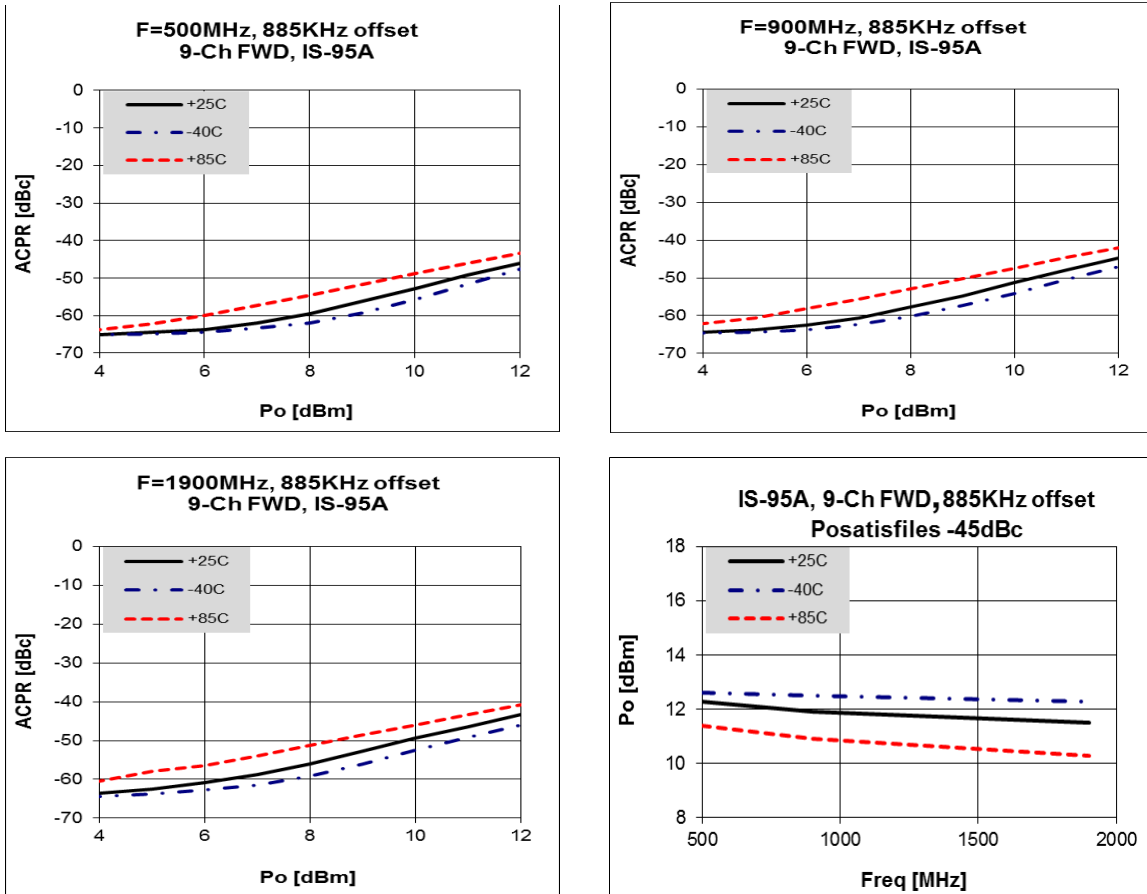 F=500MHz, 885KHz offset
9-Ch FWD, IS-95A
0
-10
-20
-30
-40
-50
-60
-70
ACPR [dBc]
+25C
-40C
+85C
4
6
8
10
12
Po [dBm]
F=900MHz, 885KHz offset
9-Ch FWD, IS-95A
0
-10
-20
-30
-40
-50
-60
-70
ACPR [dBc]
+25C
-40C
+85C
4
6
8
10
12
Po [dBm]
F=1900MHz, 885KHz offset
9-Ch FWD, IS-95A
0
-10
-20
-30
-40
-50
-60
-70
ACPR [dBc]
+25C
-40C
+85C
4
6
8
10
12
Po [dBm]
IS-95A, 9-Ch FWD,885KHz offset
Posatisfiles -45dBc
18
16
14
12
10
8
Po [dBm]
+25C
-40C
+85C
500
1000
1500
2000
Freq [MHz]